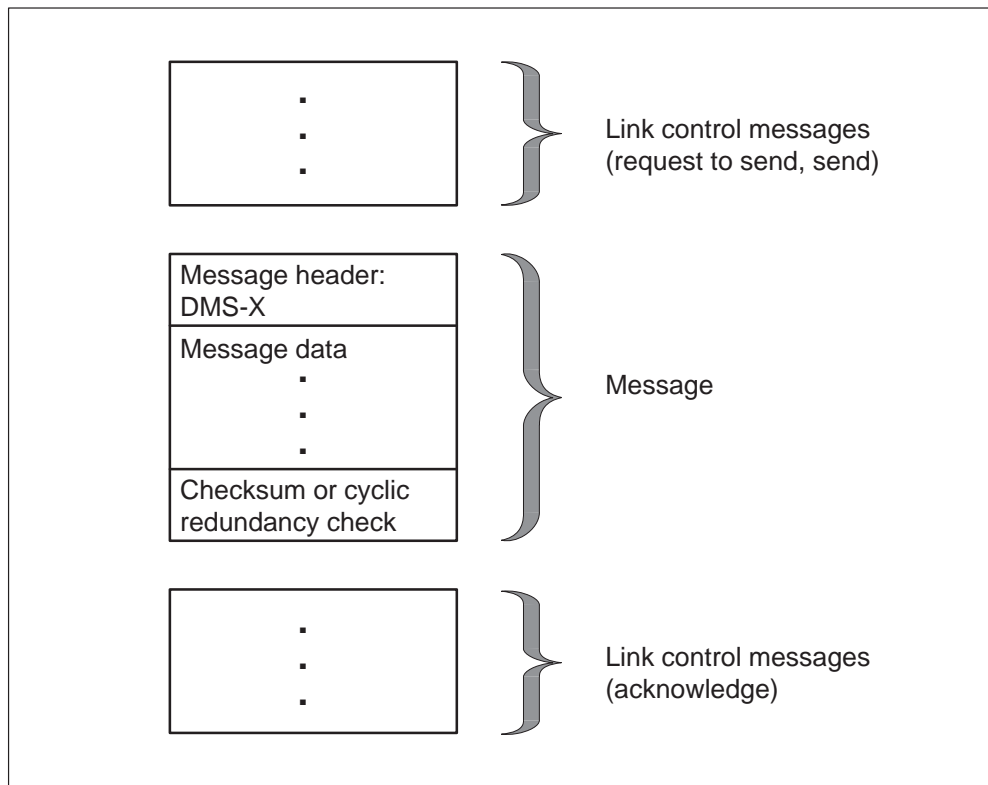 Link control messages
(request to send, send)
Message header:
DMS-X
Message data
Message
Checksum or cyclic
redundancy check
Link control messages
(acknowledge)